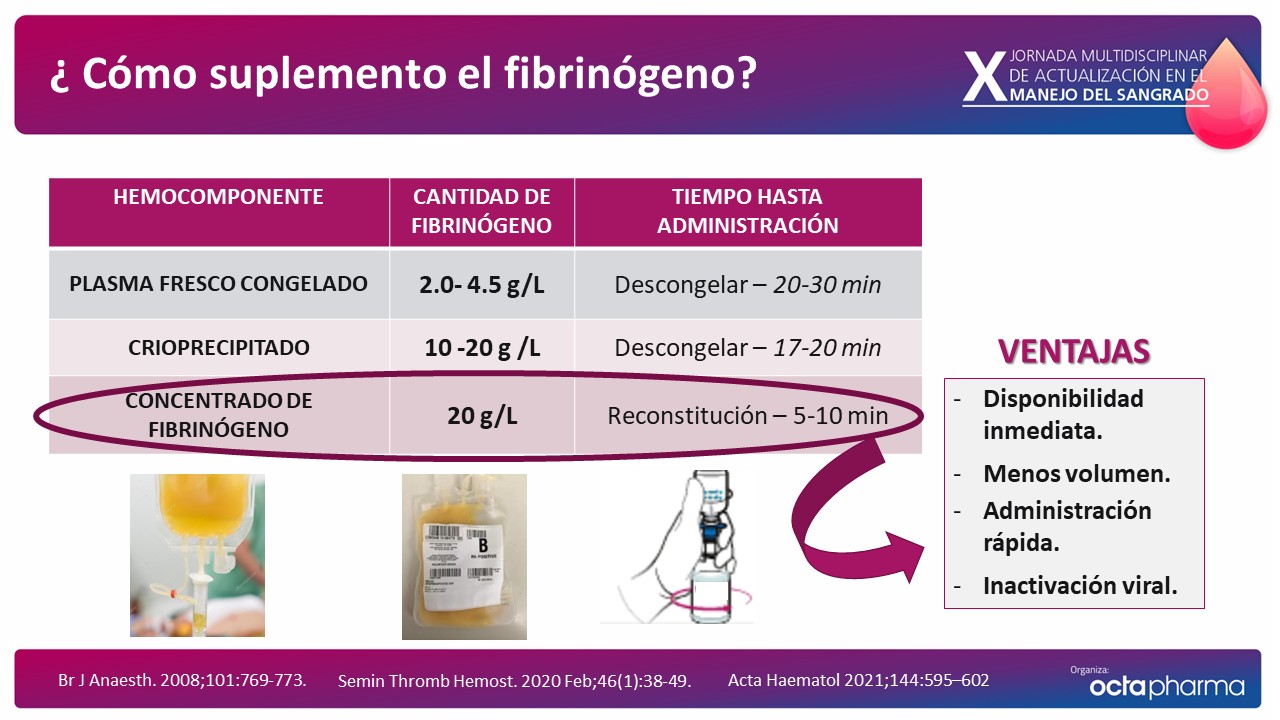 ¿ Cómo suplemento el fibrinógeno?
X JORNADA MULTIDISCIPLINAR
DE ACTUALIZACIÓN EN EL
MANEJO DEL SANGRADO
HEMOCOMPONENTE
CANTIDAD DE
FIBRINÓGENO
TIEMPO HASTA
ADMINISTRACIÓN
PLASMA FRESCO CONGELADO
2.0- 4.5 g/L
Descongelar – 20-30 min
CRIOPRECIPITADO
10 -20 g /L
Descongelar – 17-20 min
CONCENTRADO DE
FIBRINÓGENO
20 g/L
Reconstitución – 5-10 min
VENTAJAS
- Disponibilidad
inmediata.
- Menos volumen.
- Administración
rápida.
- Inactivación viral.
B
Br J Anaesth. 2008;101:769-773.
Semin Thromb Hemost. 2020 Feb;46(1):38-49.
Acta Haematol 2021;144:595–602
Organiza:
octapharma